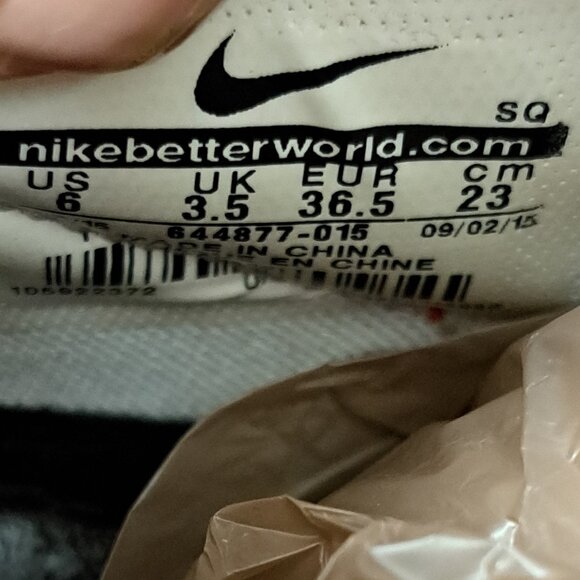 SQ
nikebetterworld.com
US UK EUR cm
6 3.5 36.5 23
644877-015 09/02/15
MADE IN CHINA
EN CHINE
105922372